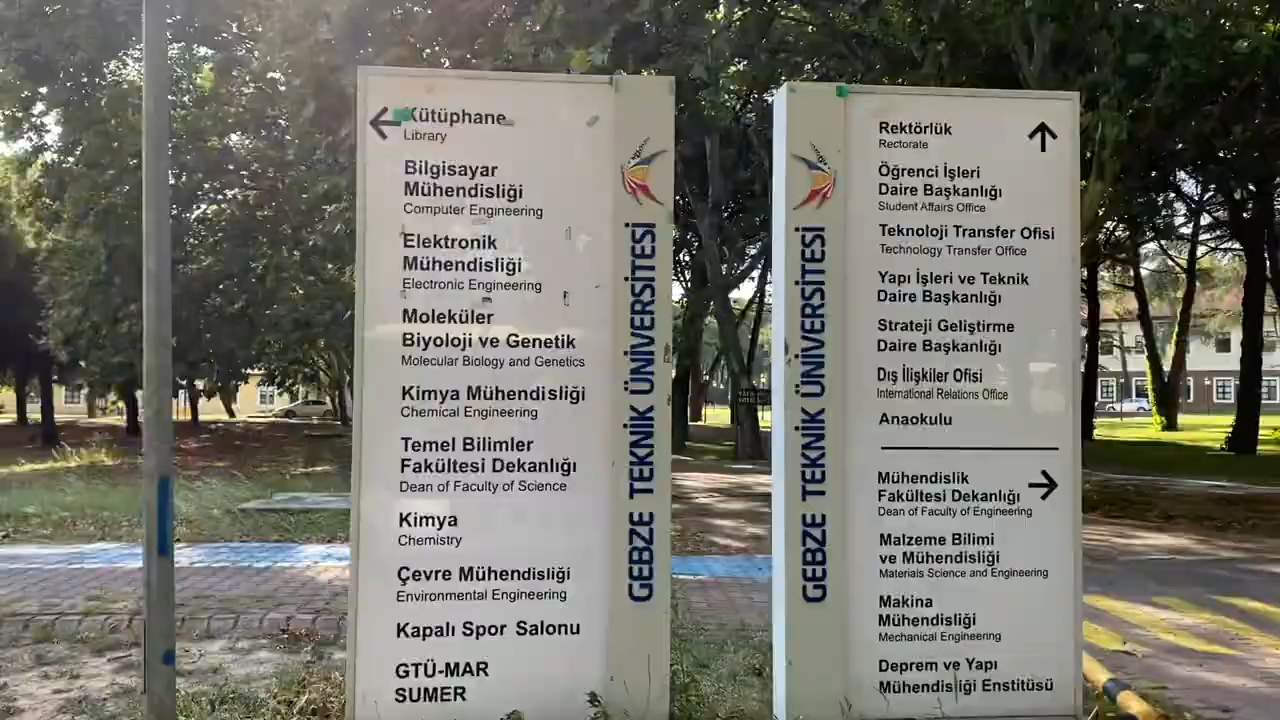 Kütüphane
Library
Bilgisayar
Mühendisliği
Computer Engineering
Elektronik
Mühendisliği
Electronic Engineering
Moleküler
Biyoloji ve Genetik
Molecular Biology and Genetics
Kimya Mühendisliği
Chemical Engineering
Temel Bilimler
Fakültesi Dekanlığı
Dean of Faculty of Science
Kimya
Chemistry
Çevre Mühendisliği
Environmental Engineering
Kapalı Spor Salonu
GTÜ-MAR
SUMER
GEBZE TEKNİK ÜNİVERSİTESİ
GEBZE TEKNİK ÜNİVERSİTESİ
Rektörlük
Rectorate
Öğrenci İşleri
Daire Başkanlığı
Student Affairs Office
Teknoloji Transfer Ofisi
Technology Transfer Office
Yapı İşleri ve Teknik
Daire Başkanlığı
Strateji Geliştirme
Daire Başkanlığı
Dış İlişkiler Ofisi
International Relations Office
Anaokulu
Mühendislik
Fakültesi Dekanlığı
Dean of Faculty of Engineering
Malzeme Bilimi
ve Mühendisliği
Materials Science and Engineering
Makina
Mühendisliği
Mechanical Engineering
Deprem ve Yapı
Mühendisliği Enstitüsü